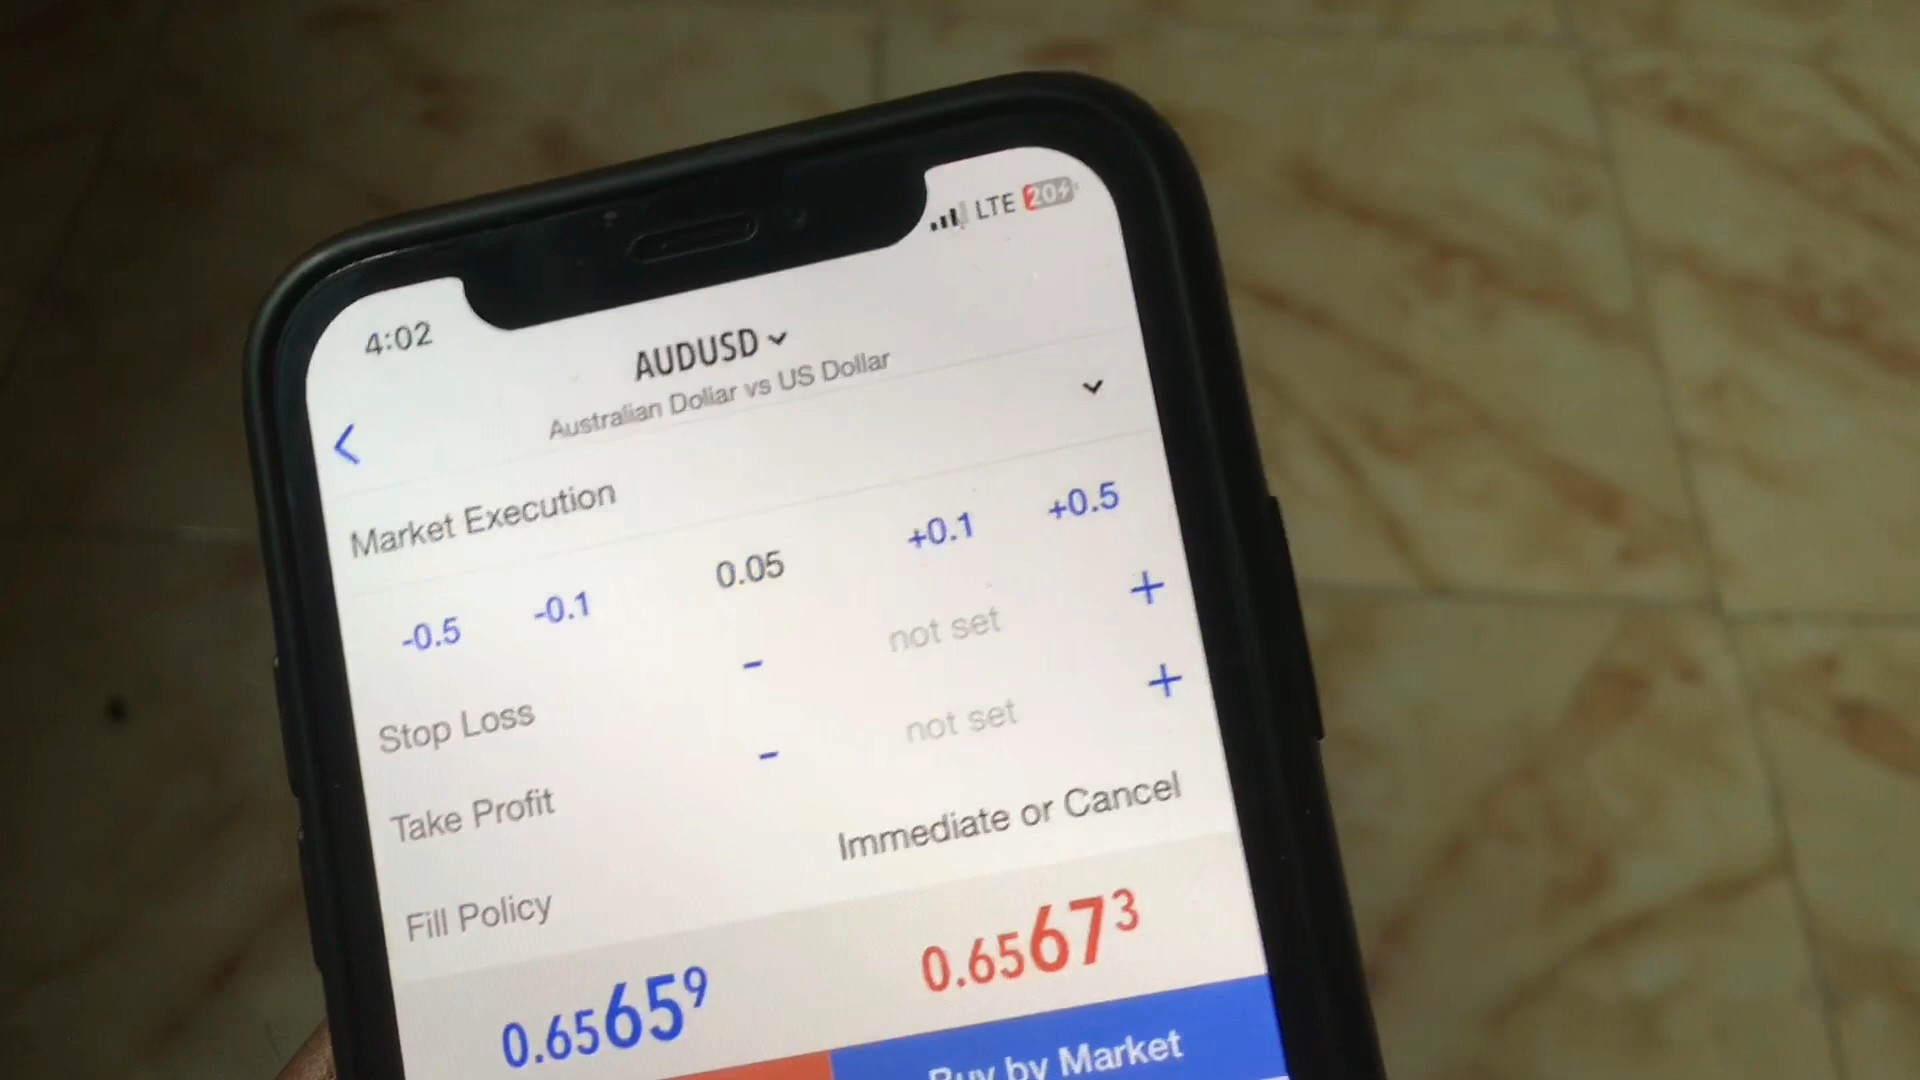 4:02 LTE 20
AUDUSD
Australian Dollar vs US Dollar
Market Execution
-0.5 -0.1 0.05 +0.1 +0.5
Stop Loss - not set +
Take Profit - not set +
Fill Policy Immediate or Cancel
0.65659 0.65673
Buy by Market